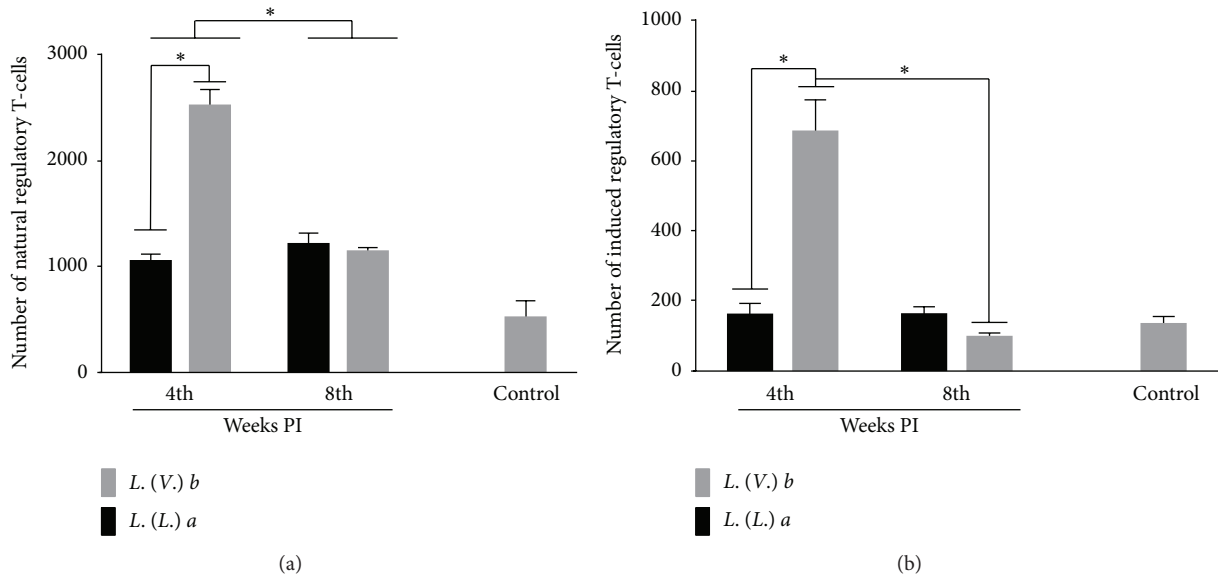 Number of natural regulatory T-cells
3000
2000
1000
0
*
*
4th
8th
Control
Weeks PI
L. (V.) b
L. (L.) a
(a)
Number of induced regulatory T-cells
1000
800
600
400
200
0
*
*
4th
8th
Control
Weeks PI
L. (V.) b
L. (L.) a
(b)